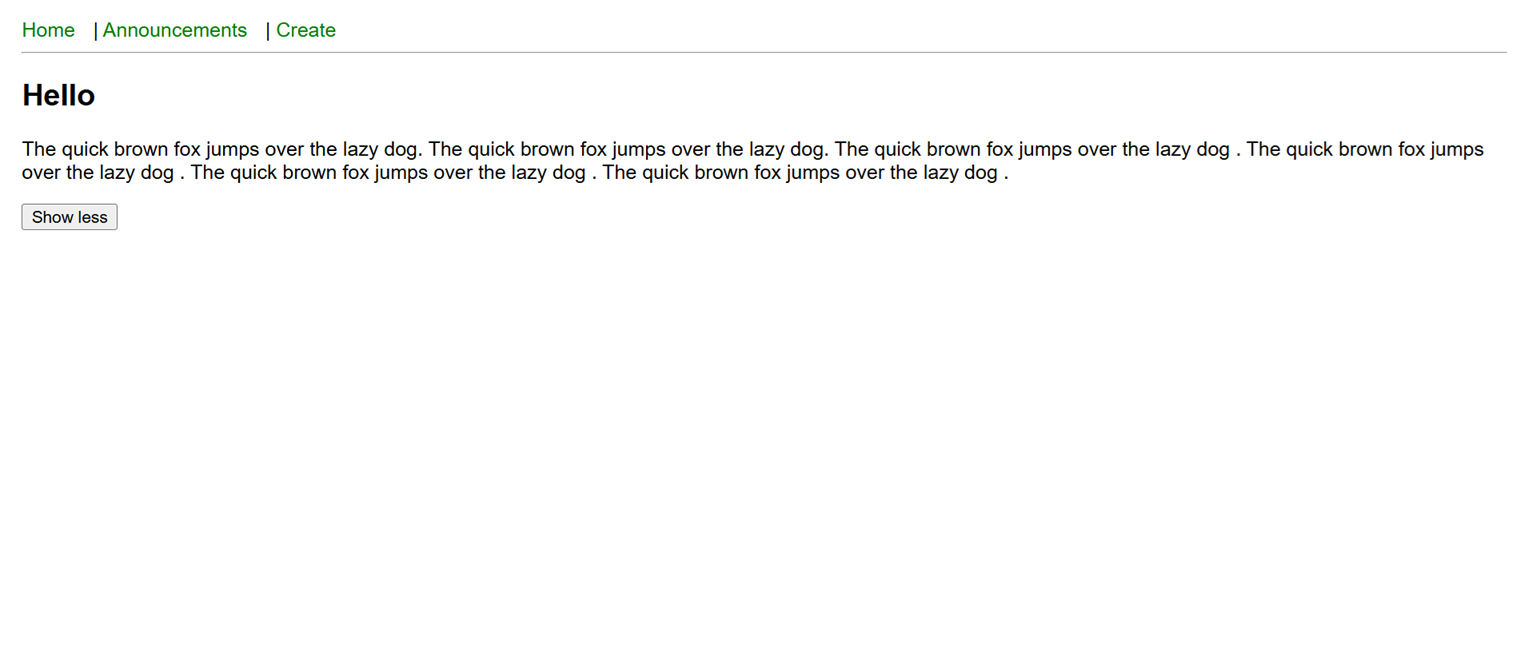 Home | Announcements | Create
Hello
The quick brown fox jumps over the lazy dog. The quick brown fox jumps over the lazy dog. The quick brown fox jumps over the lazy dog . The quick brown fox jumps
over the lazy dog . The quick brown fox jumps over the lazy dog . The quick brown fox jumps over the lazy dog .
Show less